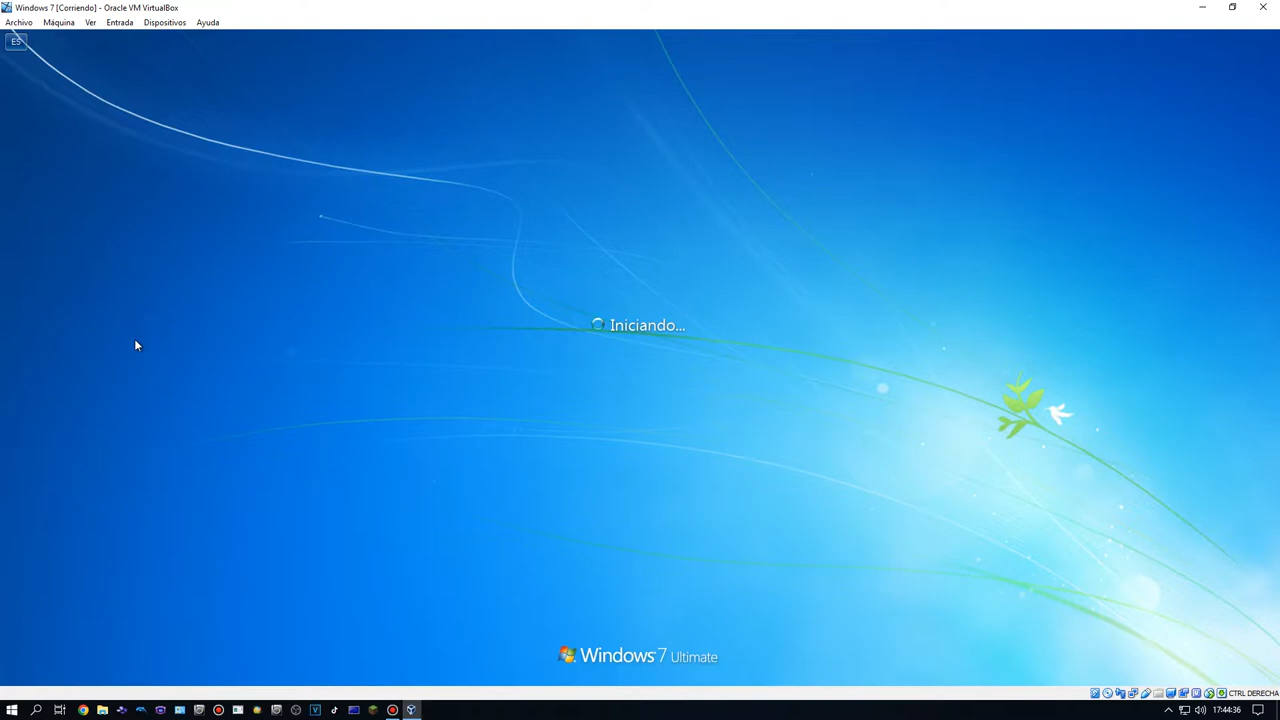 Windows 7 [Corriendo] - Oracle VM VirtualBox
Archivo Máquina Ver Entrada Dispositivos Ayuda
ES
Iniciando...
Windows 7 Ultimate
CTRL DERECHA
17:44:36